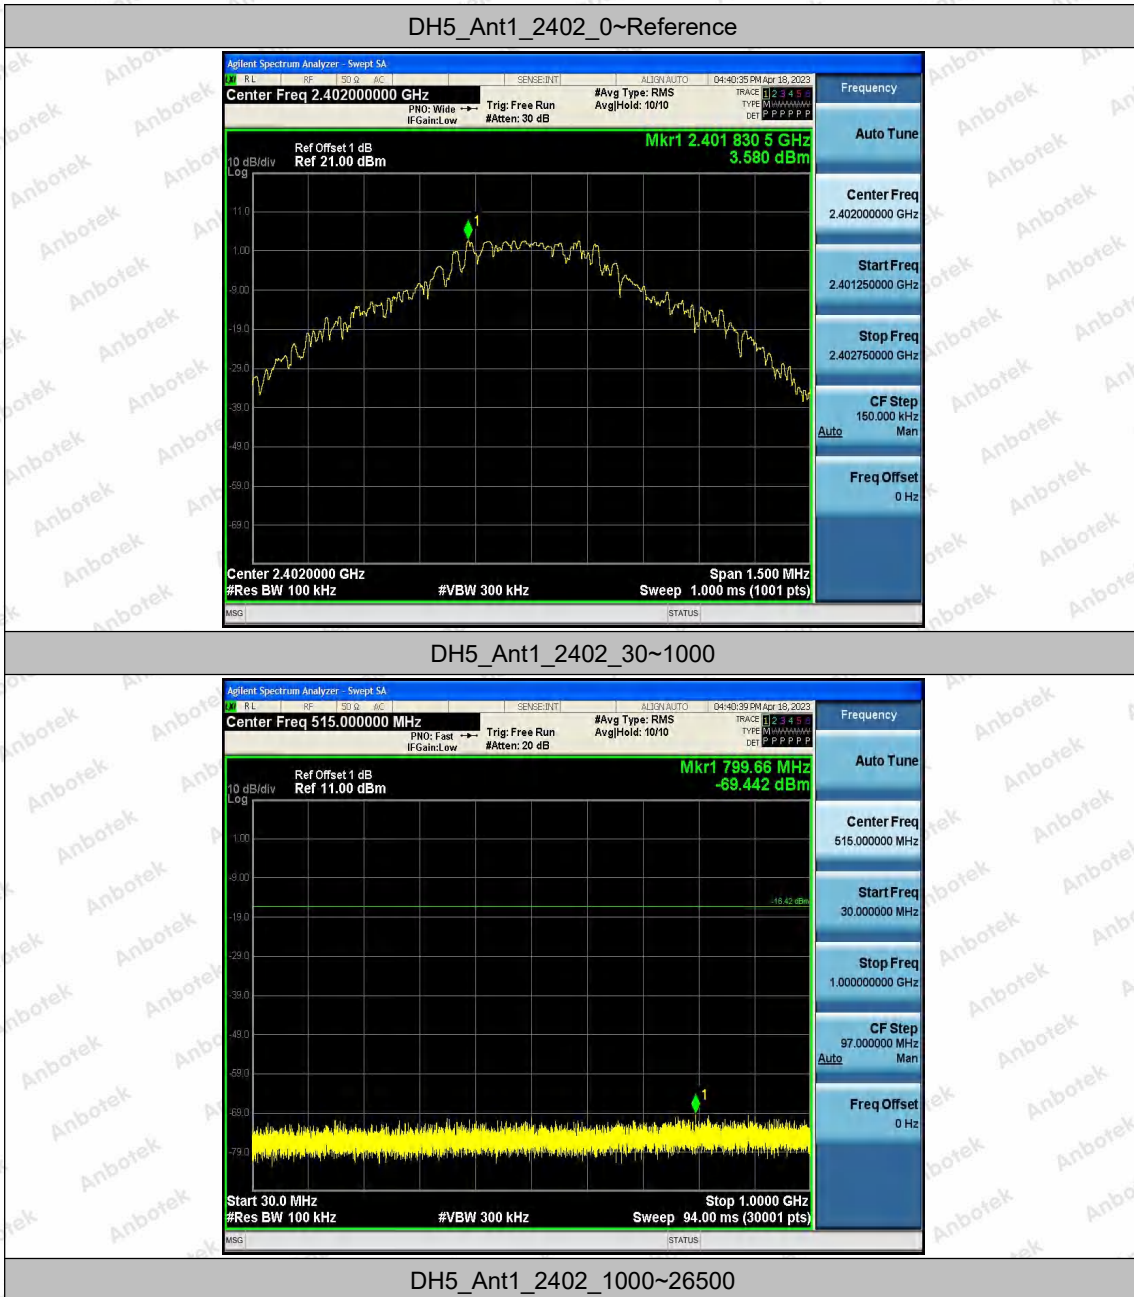 DH5_Ant1_2402_0~Reference
Agilent Spectrum Analyzer - Swept SA
RL RF 50 Ω AC SENSE:INT ALIGN AUTO 04:40:35 PM Apr 18, 2023
Center Freq 2.402000000 GHz
PNO: Wide
IFGain:Low
Trig: Free Run
#Atten: 30 dB
#Avg Type: RMS
Avg|Hold: 10/10
TRACE 1 2 3 4 5 6
TYPE M
DET P P P P P P
Ref Offset 1 dB
10 dB/div Ref 21.00 dBm
Log
Mkr1 2.401 830 5 GHz
3.580 dBm
1
11.0
1.00
-9.00
-19.0
-29.0
-39.0
-49.0
-59.0
-69.0
Center 2.4020000 GHz Span 1.500 MHz
#Res BW 100 kHz #VBW 300 kHz Sweep 1.000 ms (1001 pts)
MSG STATUS
Frequency
Auto Tune
Center Freq
2.402000000 GHz
Start Freq
2.401250000 GHz
Stop Freq
2.402750000 GHz
CF Step
150.000 kHz
Auto Man
Freq Offset
0 Hz
DH5_Ant1_2402_30~1000
Agilent Spectrum Analyzer - Swept SA
RL RF 50 Ω AC SENSE:INT ALIGN AUTO 04:40:39 PM Apr 18, 2023
Center Freq 515.000000 MHz
PNO: Fast
IFGain:Low
Trig: Free Run
#Atten: 20 dB
#Avg Type: RMS
Avg|Hold: 10/10
TRACE 1 2 3 4 5 6
TYPE M
DET P P P P P P
Ref Offset 1 dB
10 dB/div Ref 11.00 dBm
Log
Mkr1 799.66 MHz
-69.442 dBm
1.00
-9.00
-16.42 dBm
-19.0
-29.0
-39.0
-49.0
-59.0
1
-69.0
-79.0
Start 30.0 MHz Stop 1.0000 GHz
#Res BW 100 kHz #VBW 300 kHz Sweep 94.00 ms (30001 pts)
MSG STATUS
Frequency
Auto Tune
Center Freq
515.000000 MHz
Start Freq
30.000000 MHz
Stop Freq
1.000000000 GHz
CF Step
97.000000 MHz
Auto Man
Freq Offset
0 Hz
DH5_Ant1_2402_1000~26500